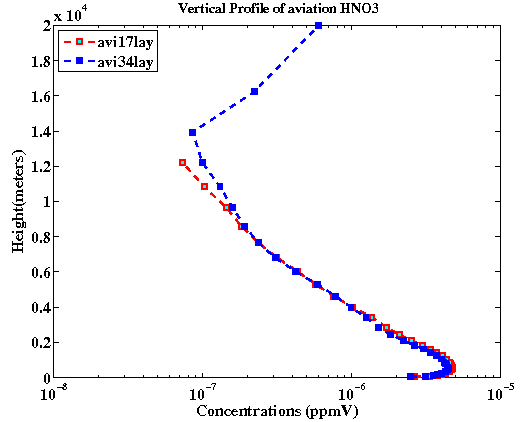 Vertical Profile of aviation HNO3
x 10⁴
2
1.8
1.6
1.4
1.2
1
0.8
0.6
0.4
0.2
0
Height(meters)
avi17lay
avi34lay
10⁻⁸ 10⁻⁷ 10⁻⁶ 10⁻⁵
Concentrations (ppmV)